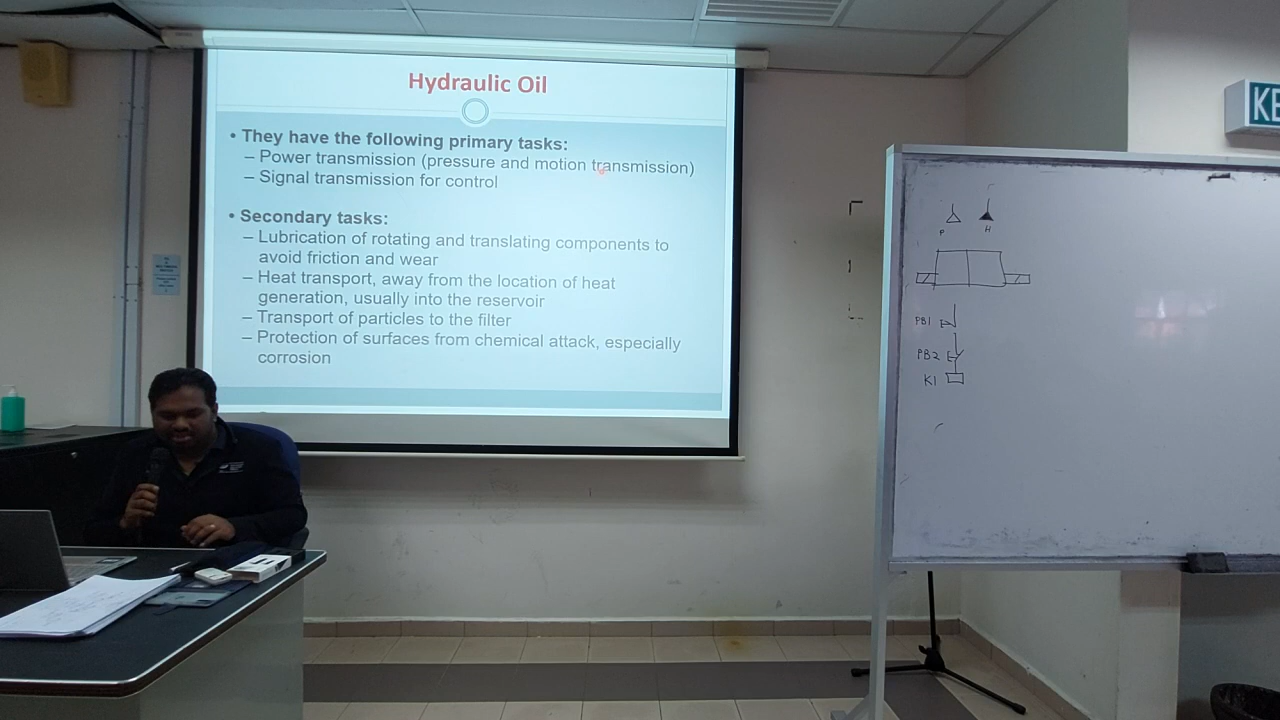 Hydraulic Oil
• They have the following primary tasks:
– Power transmission (pressure and motion transmission)
– Signal transmission for control
• Secondary tasks:
– Lubrication of rotating and translating components to
avoid friction and wear
– Heat transport, away from the location of heat
generation, usually into the reservoir
– Transport of particles to the filter
– Protection of surfaces from chemical attack, especially
corrosion
KE
P H
PB1
PB2
K1